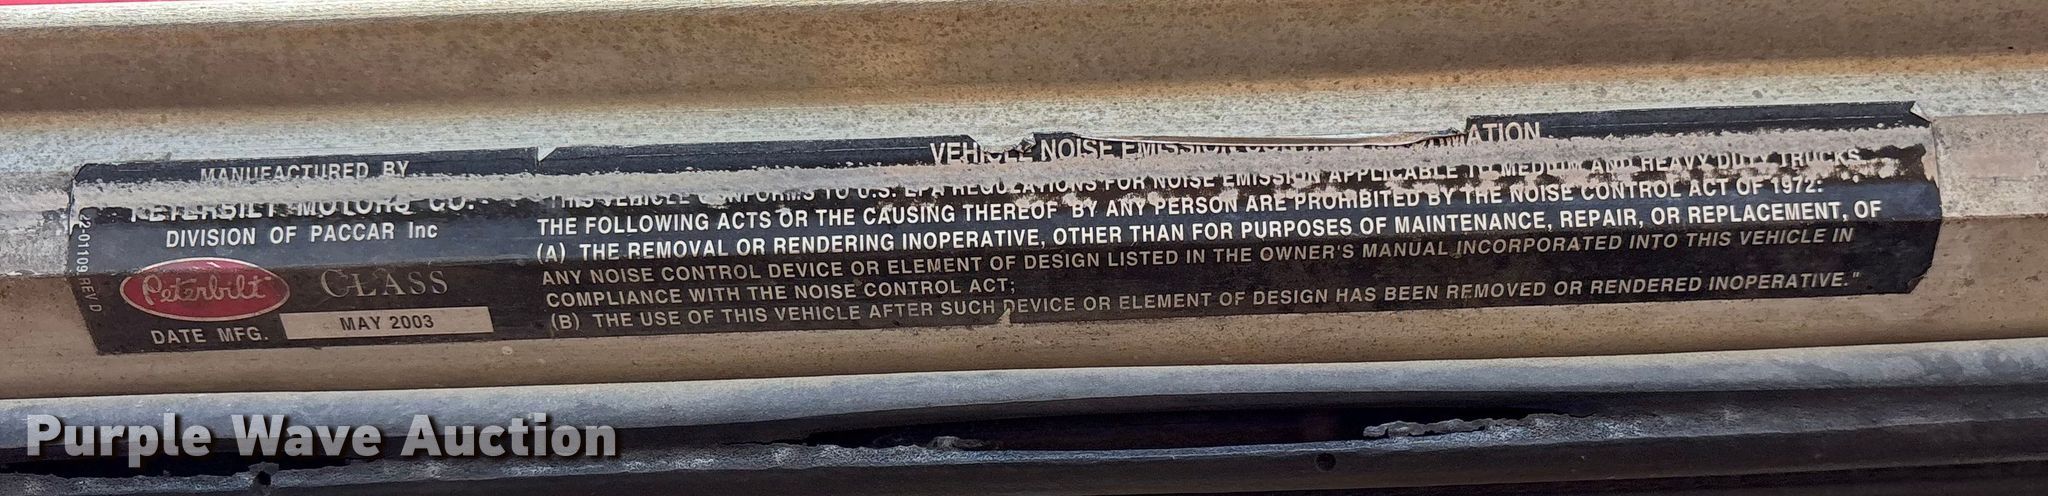 MANUFACTURED BY
PETERBILT MOTORS CO.
DIVISION OF PACCAR Inc
Peterbilt CLASS
DATE MFG. MAY 2003
22-01109 REV D
VEHICLE NOISE EMISSION CONTROL INFORMATION
THIS VEHICLE CONFORMS TO U.S. EPA REGULATIONS FOR NOISE EMISSION APPLICABLE TO MEDIUM AND HEAVY DUTY TRUCKS
THE FOLLOWING ACTS OR THE CAUSING THEREOF BY ANY PERSON ARE PROHIBITED BY THE NOISE CONTROL ACT OF 1972:
(A) THE REMOVAL OR RENDERING INOPERATIVE, OTHER THAN FOR PURPOSES OF MAINTENANCE, REPAIR, OR REPLACEMENT, OF
ANY NOISE CONTROL DEVICE OR ELEMENT OF DESIGN LISTED IN THE OWNER'S MANUAL INCORPORATED INTO THIS VEHICLE IN
COMPLIANCE WITH THE NOISE CONTROL ACT;
(B) THE USE OF THIS VEHICLE AFTER SUCH DEVICE OR ELEMENT OF DESIGN HAS BEEN REMOVED OR RENDERED INOPERATIVE."
Purple Wave Auction